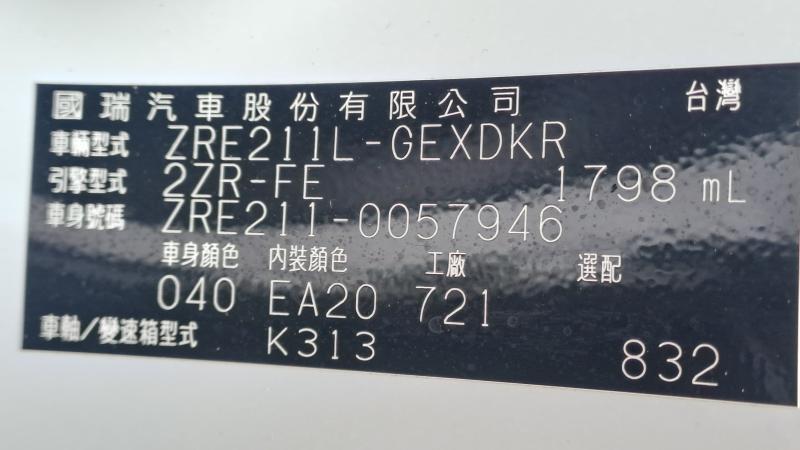 國瑞汽車股份有限公司 台灣
車輛型式 ZRE211L-GEXDKR
引擎型式 2ZR-FE 1798 mL
車身號碼 ZRE211-0057946
車身顏色 內裝顏色 工廠 選配
040 EA20 721
車軸/變速箱型式 K313 832